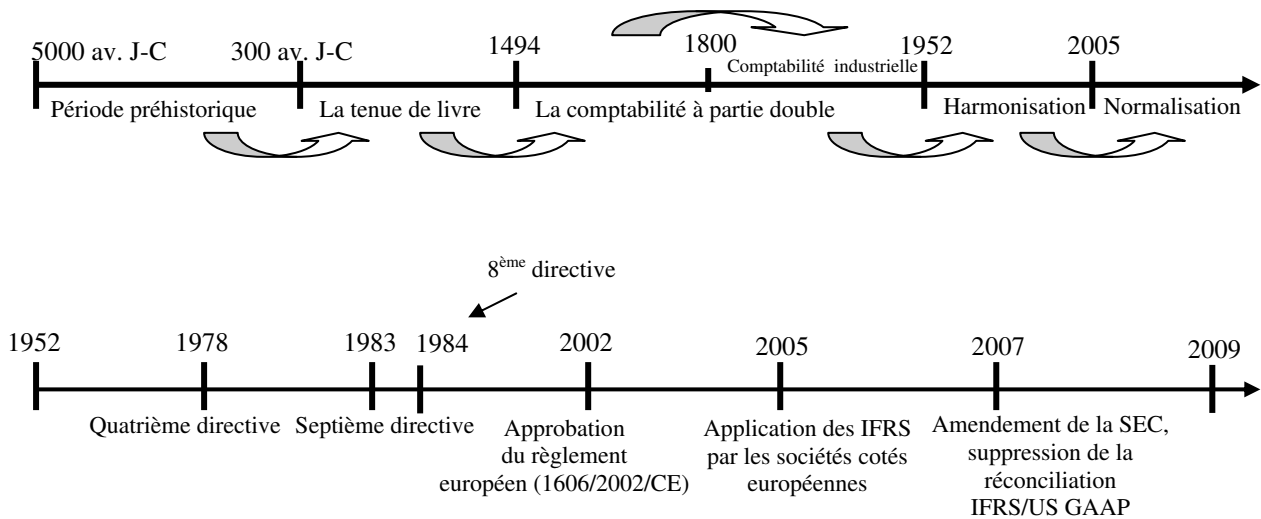 5000 av. J-C 300 av. J-C 1494 1800 1952 2005
Comptabilité industrielle
Période préhistorique La tenue de livre La comptabilité à partie double Harmonisation Normalisation
8ème directive
1952 1978 1983 1984 2002 2005 2007 2009
Quatrième directive Septième directive
Approbation
du règlement
européen (1606/2002/CE)
Application des IFRS
par les sociétés cotés
européennes
Amendement de la SEC,
suppression de la
réconciliation
IFRS/US GAAP